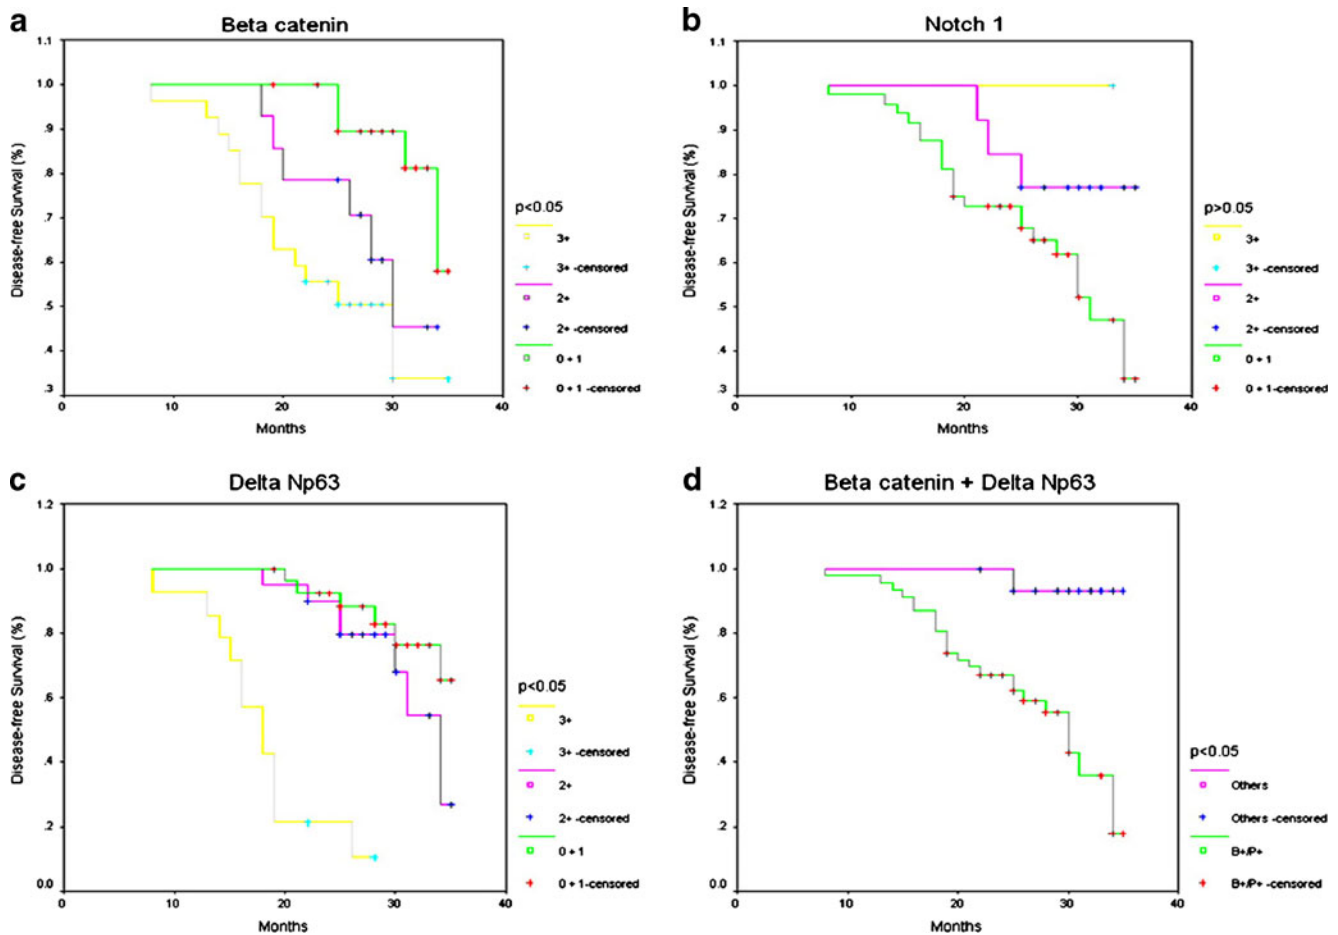 a
Beta catenin
1.1
1.0
.9
.8
.7
.6
.5
.4
.3
0
10
20
30
40
Disease-free Survival (%)
Months
p<0.05
3+
3+ -censored
2+
2+ -censored
0 + 1
0 + 1 -censored
b
Notch 1
1.1
1.0
.9
.8
.7
.6
.5
.4
.3
0
10
20
30
40
Disease-free Survival (%)
Months
p>0.05
3+
3+ -censored
2+
2+ -censored
0 + 1
0 + 1 -censored
c
Delta Np63
1.2
1.0
.8
.6
.4
.2
0.0
0
10
20
30
40
Disease-free Survival (%)
Months
p<0.05
3+
3+ -censored
2+
2+ -censored
0 + 1
0 + 1-censored
d
Beta catenin + Delta Np63
1.2
1.0
.8
.6
.4
.2
0.0
0
10
20
30
40
Disease-free Survival (%)
Months
p<0.05
Others
Others -censored
B+/P+
B+/P+ -censored